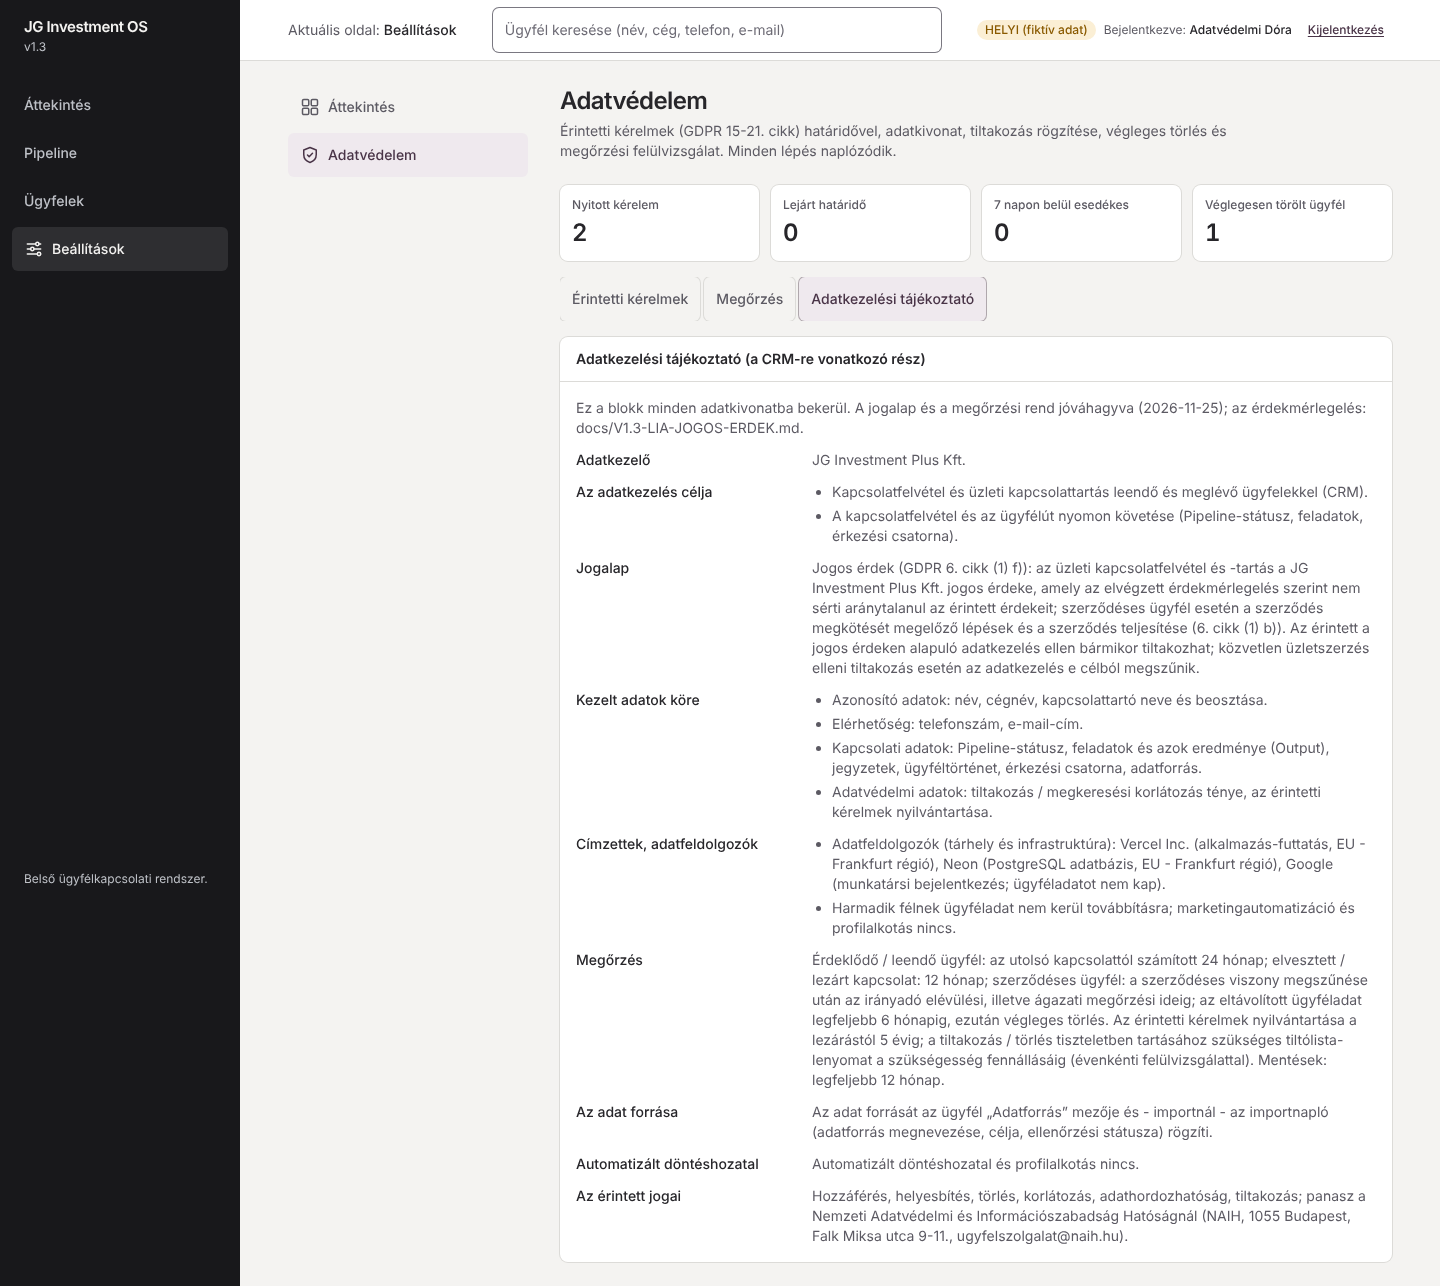 JG Investment OS
v1.3
Áttekintés
Pipeline
Ügyfelek
Beállítások
Belső ügyfélkapcsolati rendszer.
Aktuális oldal: Beállítások
Ügyfél keresése (név, cég, telefon, e-mail)
HELYI (fiktív adat)
Bejelentkezve: Adatvédelmi Dóra
Kijelentkezés
Áttekintés
Adatvédelem
Adatvédelem
Érintetti kérelmek (GDPR 15-21. cikk) határidővel, adatkivonat, tiltakozás rögzítése, végleges törlés és
megőrzési felülvizsgálat. Minden lépés naplózódik.
Nyitott kérelem
2
Lejárt határidő
0
7 napon belül esedékes
0
Véglegesen törölt ügyfél
1
Érintetti kérelmek
Megőrzés
Adatkezelési tájékoztató
Adatkezelési tájékoztató (a CRM-re vonatkozó rész)
Ez a blokk minden adatkivonatba bekerül. A jogalap és a megőrzési rend jóváhagyva (2026-11-25); az érdekmérlegelés:
docs/V1.3-LIA-JOGOS-ERDEK.md.
Adatkezelő
JG Investment Plus Kft.
Az adatkezelés célja
• Kapcsolatfelvétel és üzleti kapcsolattartás leendő és meglévő ügyfelekkel (CRM).
• A kapcsolatfelvétel és az ügyfélút nyomon követése (Pipeline-státusz, feladatok,
érkezési csatorna).
Jogalap
Jogos érdek (GDPR 6. cikk (1) f)): az üzleti kapcsolatfelvétel és -tartás a JG
Investment Plus Kft. jogos érdeke, amely az elvégzett érdekmérlegelés szerint nem
sérti aránytalanul az érintett érdekeit; szerződéses ügyfél esetén a szerződés
megkötését megelőző lépések és a szerződés teljesítése (6. cikk (1) b)). Az érintett a
jogos érdeken alapuló adatkezelés ellen bármikor tiltakozhat; közvetlen üzletszerzés
elleni tiltakozás esetén az adatkezelés e célból megszűnik.
Kezelt adatok köre
• Azonosító adatok: név, cégnév, kapcsolattartó neve és beosztása.
• Elérhetőség: telefonszám, e-mail-cím.
• Kapcsolati adatok: Pipeline-státusz, feladatok és azok eredménye (Output),
jegyzetek, ügyféltörténet, érkezési csatorna, adatforrás.
• Adatvédelmi adatok: tiltakozás / megkeresési korlátozás ténye, az érintetti
kérelmek nyilvántartása.
Címzettek, adatfeldolgozók
• Adatfeldolgozók (tárhely és infrastruktúra): Vercel Inc. (alkalmazás-futtatás, EU -
Frankfurt régió), Neon (PostgreSQL adatbázis, EU - Frankfurt régió), Google
(munkatársi bejelentkezés; ügyféladatot nem kap).
• Harmadik félnek ügyféladat nem kerül továbbításra; marketingautomatizáció és
profilalkotás nincs.
Megőrzés
Érdeklődő / leendő ügyfél: az utolsó kapcsolattól számított 24 hónap; elvesztett /
lezárt kapcsolat: 12 hónap; szerződéses ügyfél: a szerződéses viszony megszűnése
után az irányadó elévülési, illetve ágazati megőrzési ideig; az eltávolított ügyféladat
legfeljebb 6 hónapig, ezután végleges törlés. Az érintetti kérelmek nyilvántartása a
lezárástól 5 évig; a tiltakozás / törlés tiszteletben tartásához szükséges tiltólista-
lenyomat a szükségesség fennállásáig (évenkénti felülvizsgálattal). Mentések:
legfeljebb 12 hónap.
Az adat forrása
Az adat forrását az ügyfél „Adatforrás” mezője és - importnál - az importnapló
(adatforrás megnevezése, célja, ellenőrzési státusza) rögzíti.
Automatizált döntéshozatal
Automatizált döntéshozatal és profilalkotás nincs.
Az érintett jogai
Hozzáférés, helyesbítés, törlés, korlátozás, adathordozhatóság, tiltakozás; panasz a
Nemzeti Adatvédelmi és Információszabadság Hatóságnál (NAIH, 1055 Budapest,
Falk Miksa utca 9-11., ugyfelszolgalat@naih.hu).